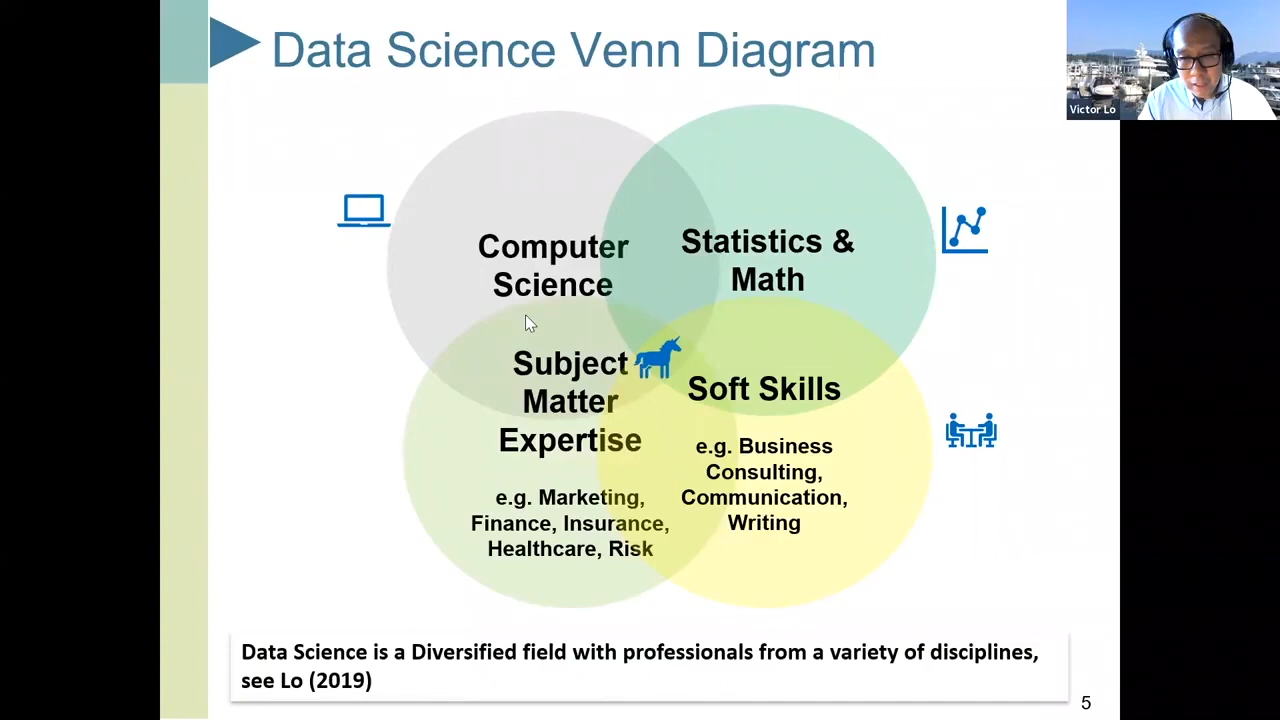 Data Science Venn Diagram
Victor Lo
Computer
Science
Statistics &
Math
Subject
Matter
Expertise
e.g. Marketing,
Finance, Insurance,
Healthcare, Risk
Soft Skills
e.g. Business
Consulting,
Communication,
Writing
Data Science is a Diversified field with professionals from a variety of disciplines,
see Lo (2019)
5